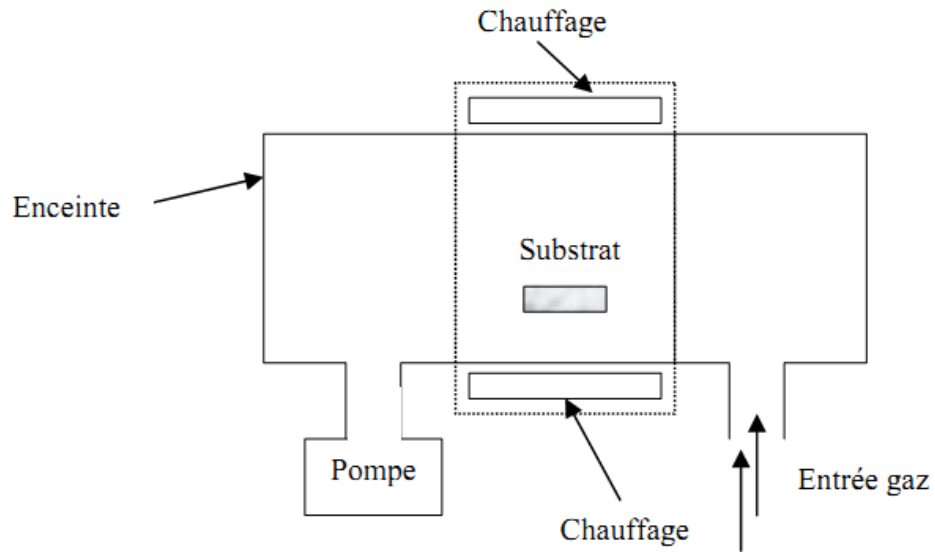 Chauffage
Enceinte
Substrat
Pompe
Entrée gaz
Chauffage